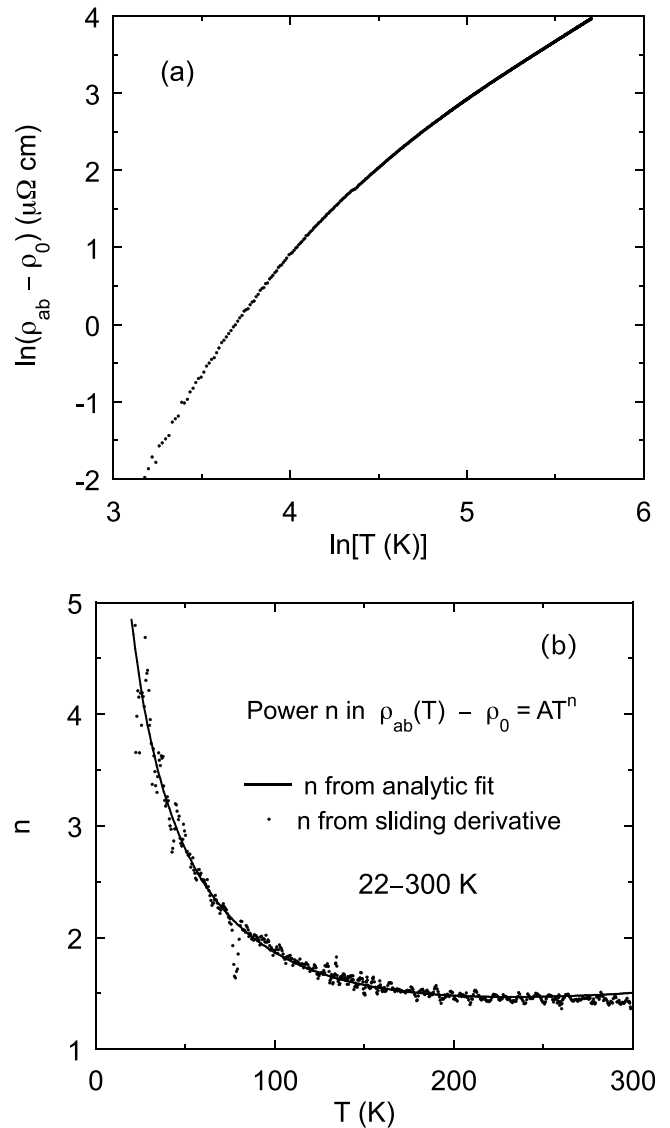 (a)
4
3
2
1
0
-1
-2
3
4
5
6
ln(ρab − ρ0) (μΩ cm)
ln[T (K)]
(b)
5
4
3
2
1
0
100
200
300
n
Power n in ρab(T) − ρ0 = ATn
n from analytic fit
n from sliding derivative
22–300 K
T (K)